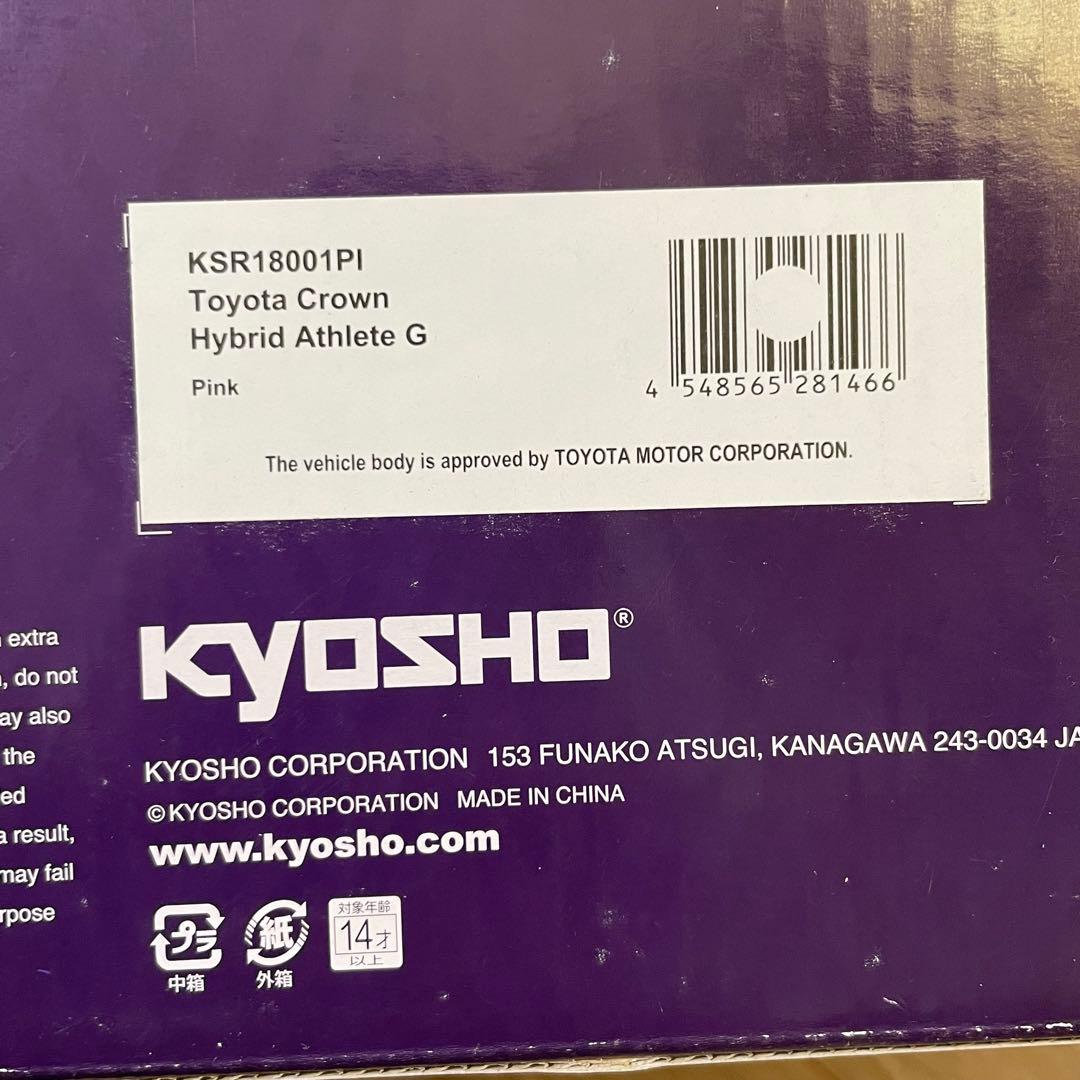 KSR18001PI
Toyota Crown
Hybrid Athlete G
Pink
4 548565 281466
The vehicle body is approved by TOYOTA MOTOR CORPORATION.
extra
, do not
ay also
the
ed
a result,
may fail
rpose
KYOSHO®
KYOSHO CORPORATION 153 FUNAKO ATSUGI, KANAGAWA 243-0034 JA
©KYOSHO CORPORATION MADE IN CHINA
www.kyosho.com
プラ
中箱
紙
外箱
対象年齢
14才
以上